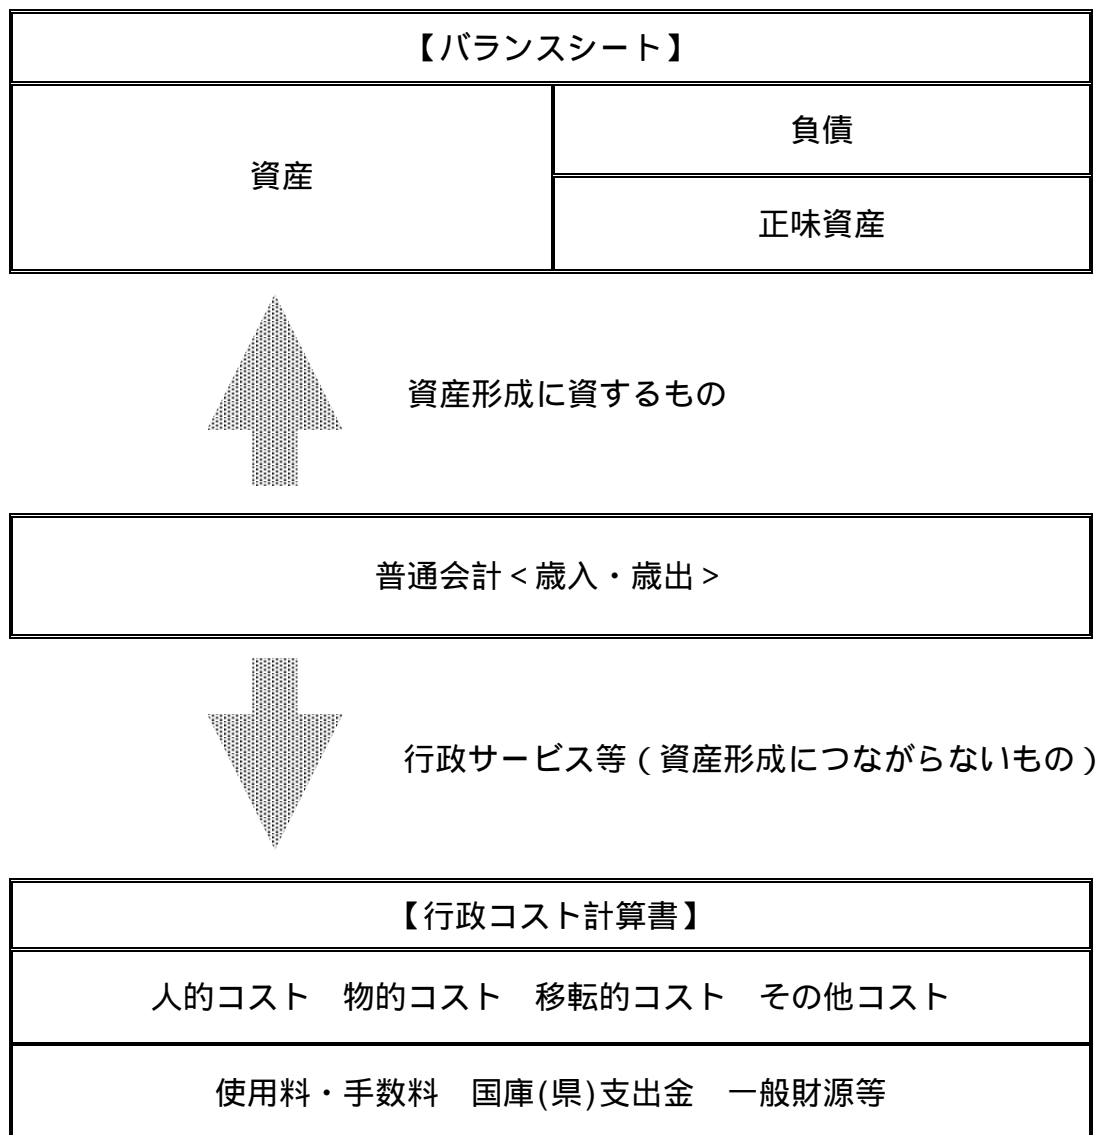 【バランスシート】
資産
負債
正味資産
資産形成に資するもの
普通会計＜歳入・歳出＞
行政サービス等（資産形成につながらないもの）
【行政コスト計算書】
人的コスト　物的コスト　移転的コスト　その他コスト
使用料・手数料　国庫(県)支出金　一般財源等